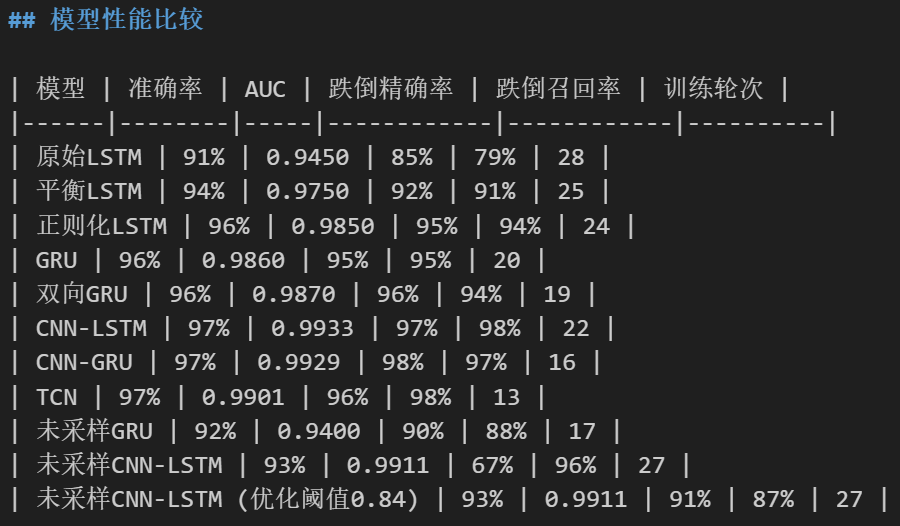 ## 模型性能比较
| 模型 | 准确率 | AUC | 跌倒精确率 | 跌倒召回率 | 训练轮次 |
|------|--------|-----|------------|------------|----------|
| 原始LSTM | 91% | 0.9450 | 85% | 79% | 28 |
| 平衡LSTM | 94% | 0.9750 | 92% | 91% | 25 |
| 正则化LSTM | 96% | 0.9850 | 95% | 94% | 24 |
| GRU | 96% | 0.9860 | 95% | 95% | 20 |
| 双向GRU | 96% | 0.9870 | 96% | 94% | 19 |
| CNN-LSTM | 97% | 0.9933 | 97% | 98% | 22 |
| CNN-GRU | 97% | 0.9929 | 98% | 97% | 16 |
| TCN | 97% | 0.9901 | 96% | 98% | 13 |
| 未采样GRU | 92% | 0.9400 | 90% | 88% | 17 |
| 未采样CNN-LSTM | 93% | 0.9911 | 67% | 96% | 27 |
| 未采样CNN-LSTM (优化阈值0.84) | 93% | 0.9911 | 91% | 87% | 27 |